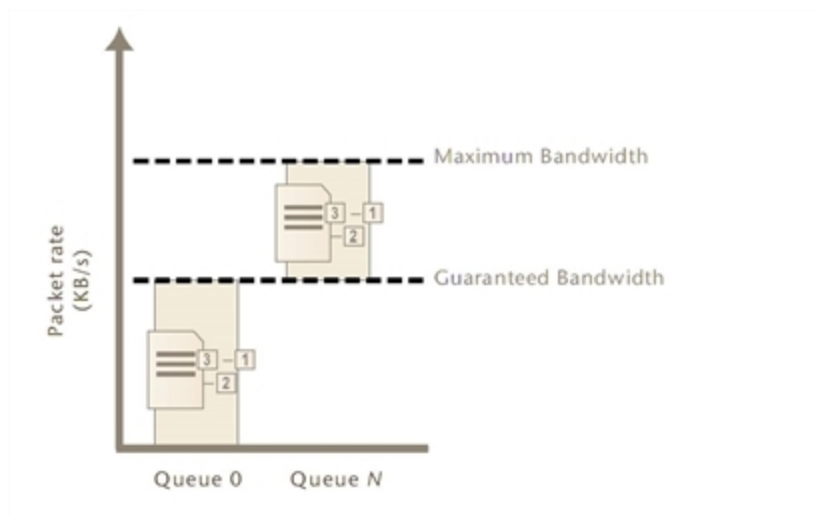 Maximum Bandwidth
3 1
2
Guaranteed Bandwidth
Packet rate
(KB/s)
3 1
2
Queue 0 Queue N